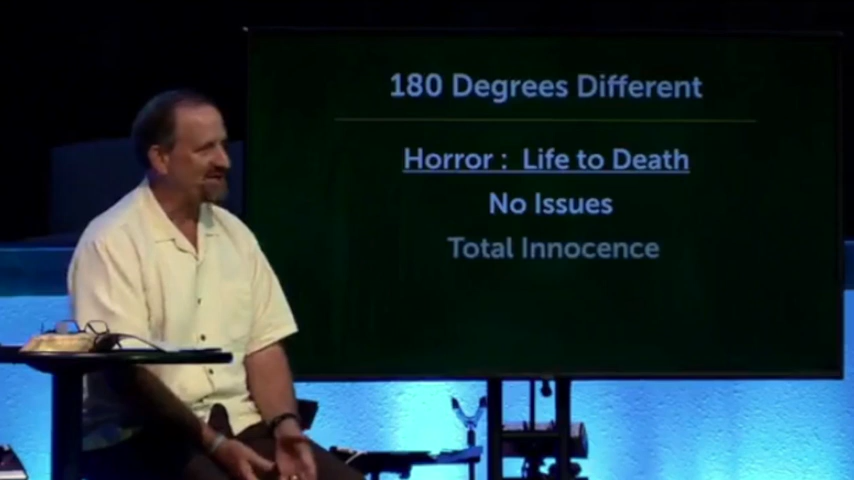 180 Degrees Different
Horror : Life to Death
No Issues
Total Innocence